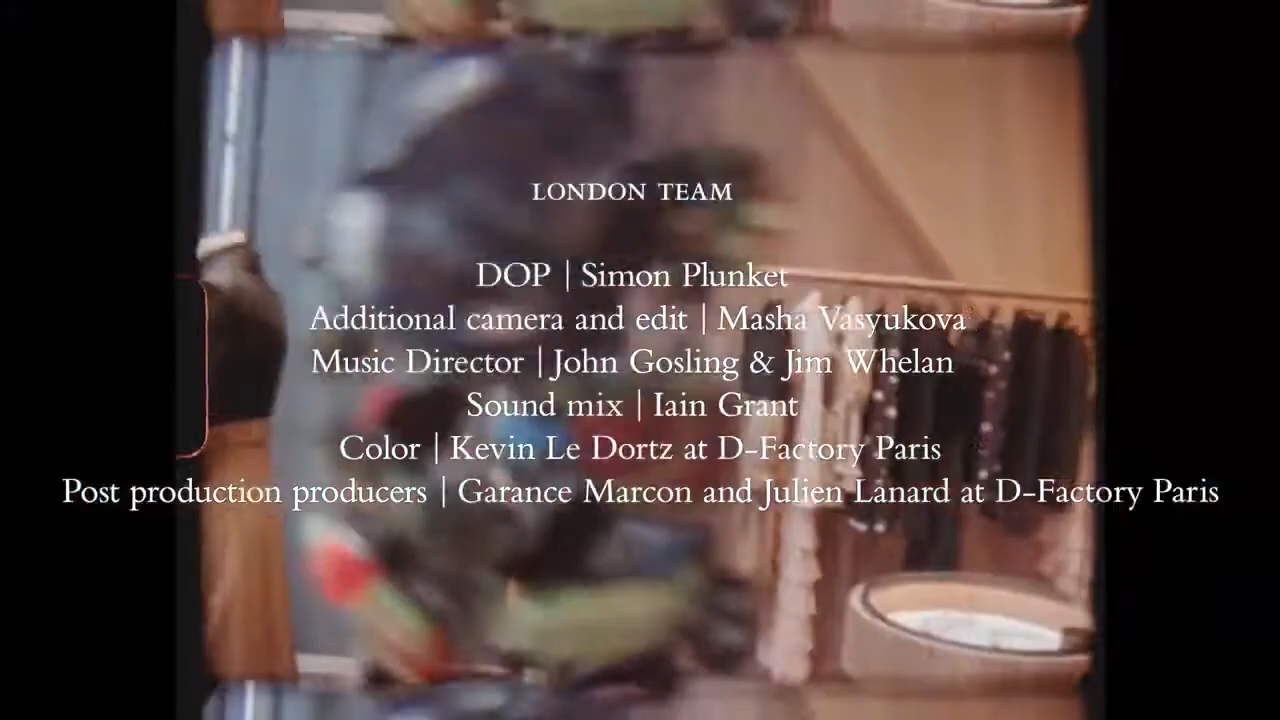 LONDON TEAM
DOP | Simon Plunket
Additional camera and edit | Masha Vasyukova
Music Director | John Gosling & Jim Whelan
Sound mix | Iain Grant
Color | Kevin Le Dortz at D-Factory Paris
Post production producers | Garance Marcon and Julien Lanard at D-Factory Paris